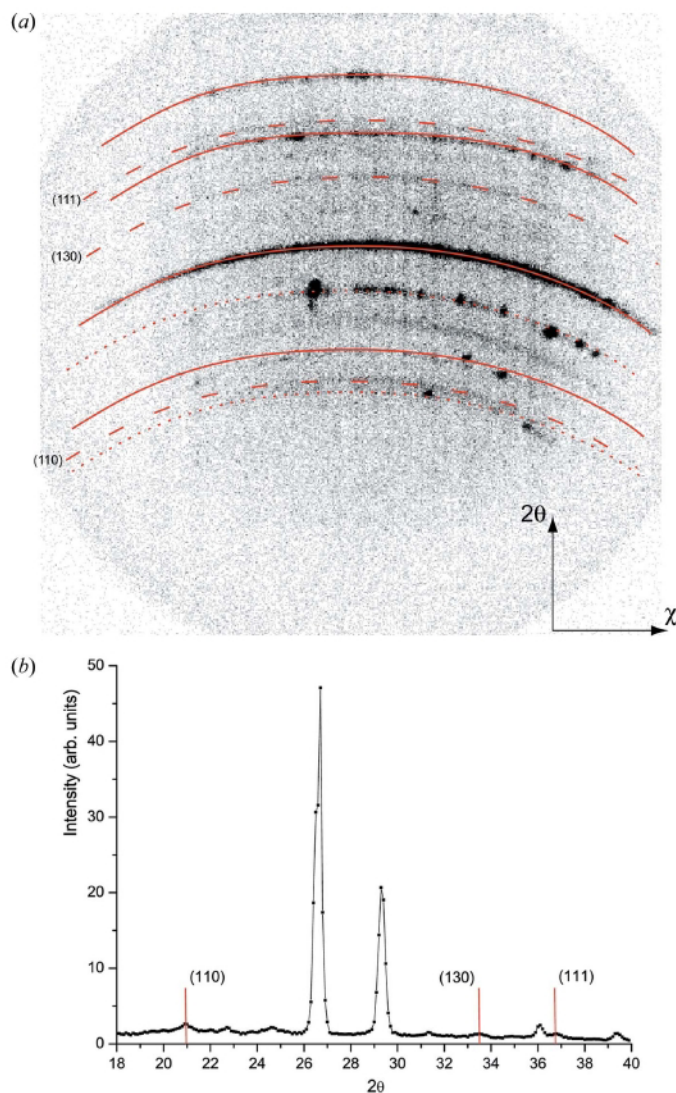 (a)
(111)
(130)
(110)
2θ
χ
(b)
50
40
30
20
10
0
Intensity (arb. units)
(110)
(130)
(111)
18 20 22 24 26 28 30 32 34 36 38 40
2θ